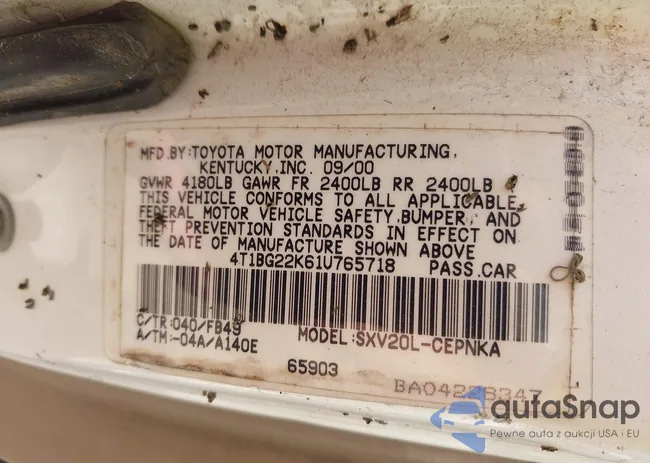 MFD.BY:TOYOTA MOTOR MANUFACTURING,
KENTUCKY,INC. 09/00
GVWR 4180LB GAWR FR 2400LB RR 2400LB
THIS VEHICLE CONFORMS TO ALL APPLICABLE
FEDERAL MOTOR VEHICLE SAFETY,BUMPER, AND
THEFT PREVENTION STANDARDS IN EFFECT ON
THE DATE OF MANUFACTURE SHOWN ABOVE
4T1BG22K61U765718 PASS.CAR
C/TR:040/FB49
A/TM:-04A/A140E
MODEL:SXV20L-CEPNKA
65903
autaSnap
Pewne auta z aukcji USA i EU